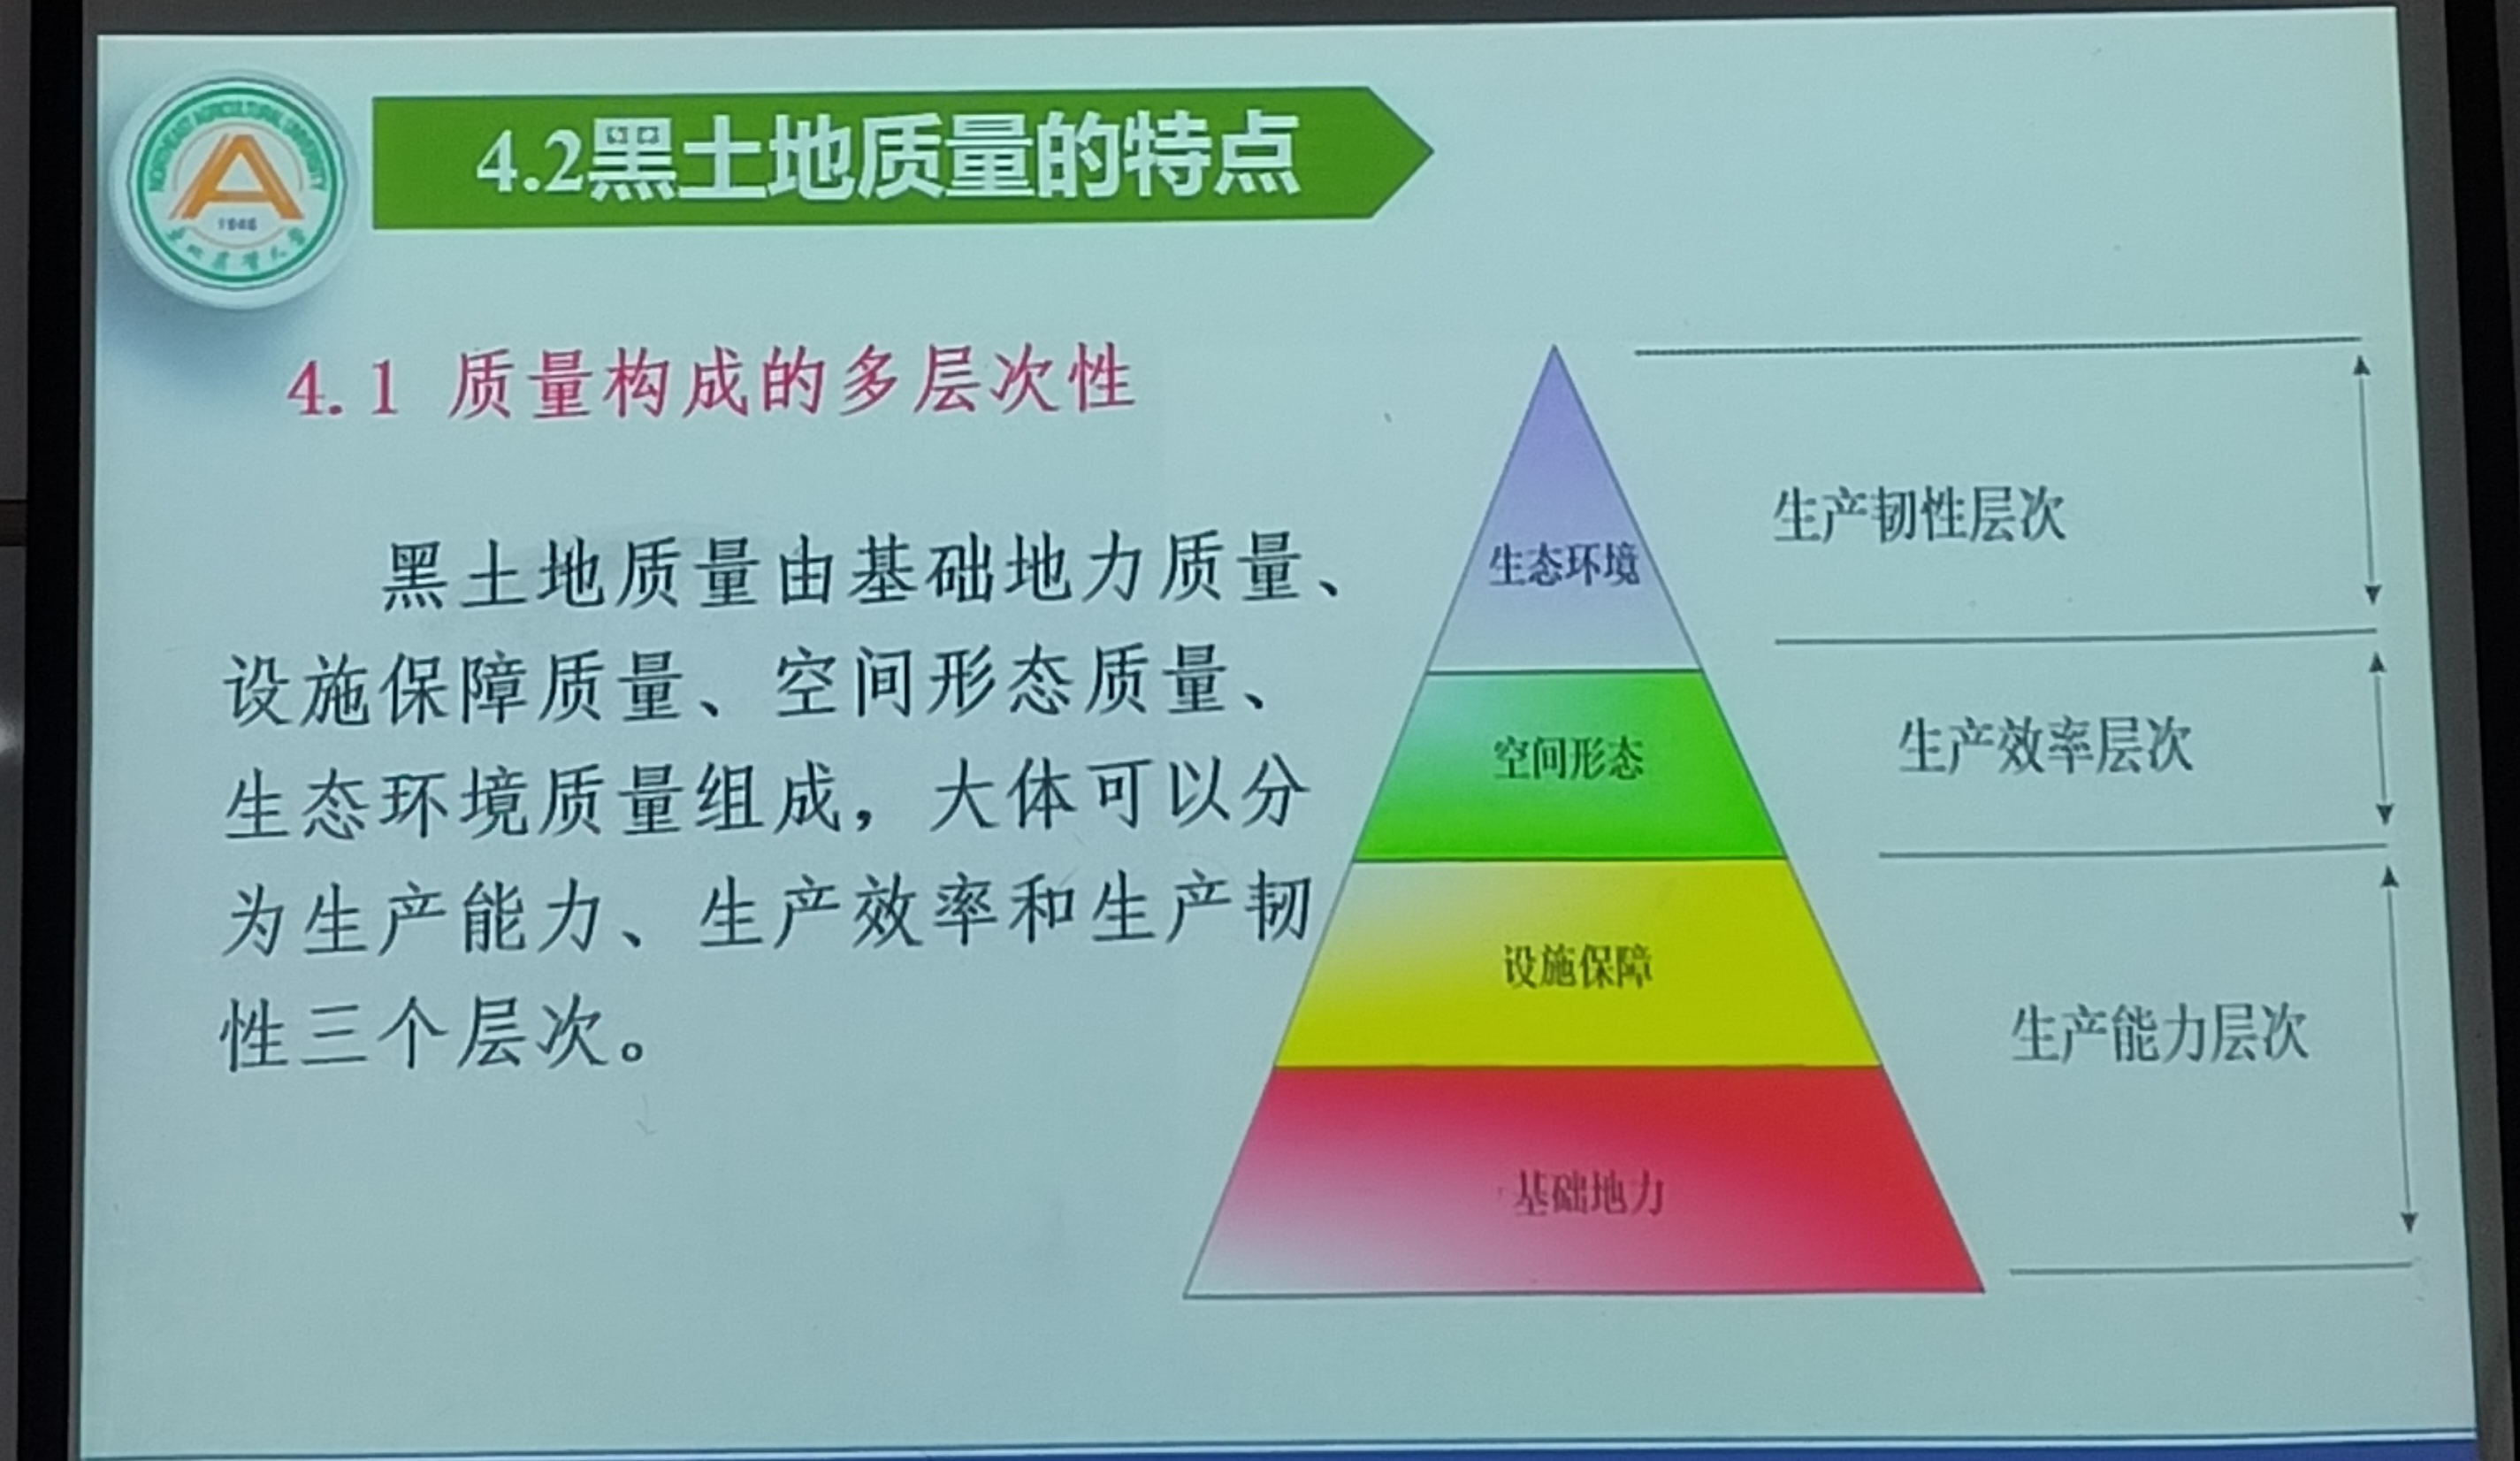 NORTHEAST AGRICULTURAL UNIVERSITY
A
东北农业大学
4.2黑土地质量的特点
4.1 质量构成的多层次性
黑土地质量由基础地力质量、
设施保障质量、空间形态质量、
生态环境质量组成，大体可以分
为生产能力、生产效率和生产韧
性三个层次。
生态环境
空间形态
设施保障
基础地力
生产韧性层次
生产效率层次
生产能力层次